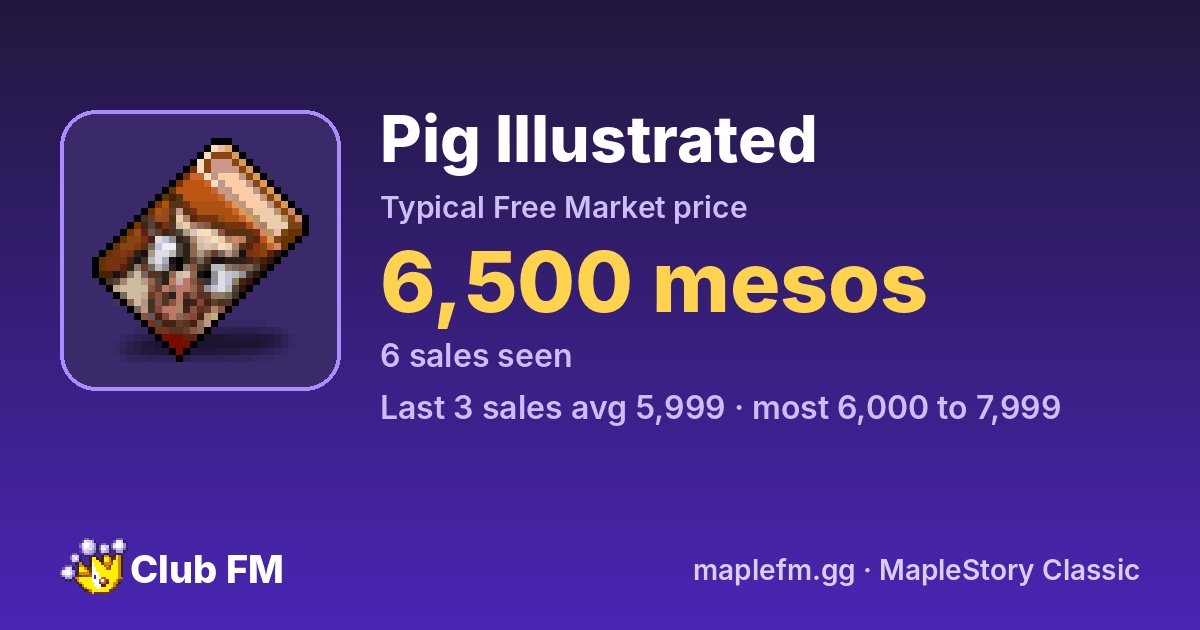 Pig Illustrated
Typical Free Market price
6,500 mesos
6 sales seen
Last 3 sales avg 5,999 · most 6,000 to 7,999
Club FM
maplefm.gg · MapleStory Classic